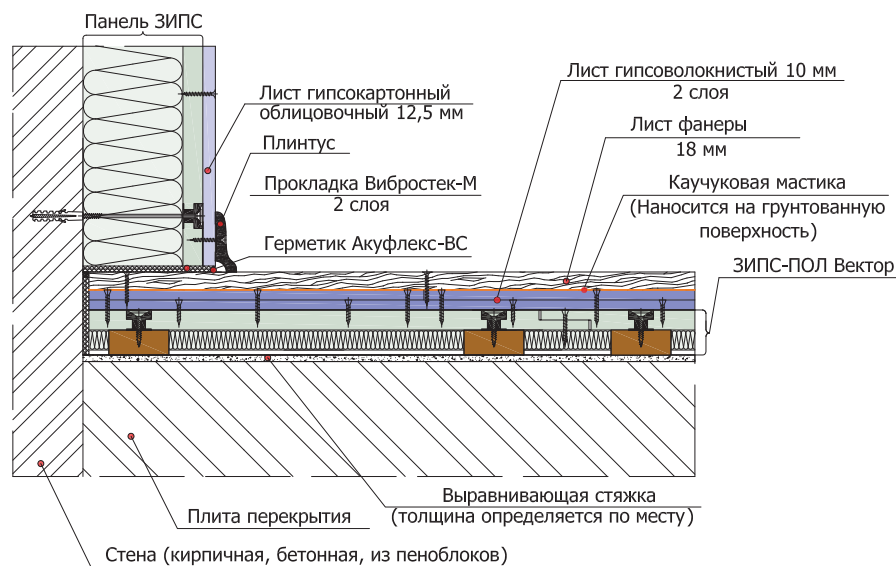 Панель ЗИПС
Лист гипсокартонный
облицовочный 12,5 мм
Плинтус
Прокладка Вибростек-М
2 слоя
Герметик Акуфлекс-ВС
Лист гипсоволокнистый 10 мм
2 слоя
Лист фанеры
18 мм
Каучуковая мастика
(Наносится на грунтованную
поверхность)
ЗИПС-ПОЛ Вектор
Выравнивающая стяжка
(толщина определяется по месту)
Плита перекрытия
Стена (кирпичная, бетонная, из пеноблоков)